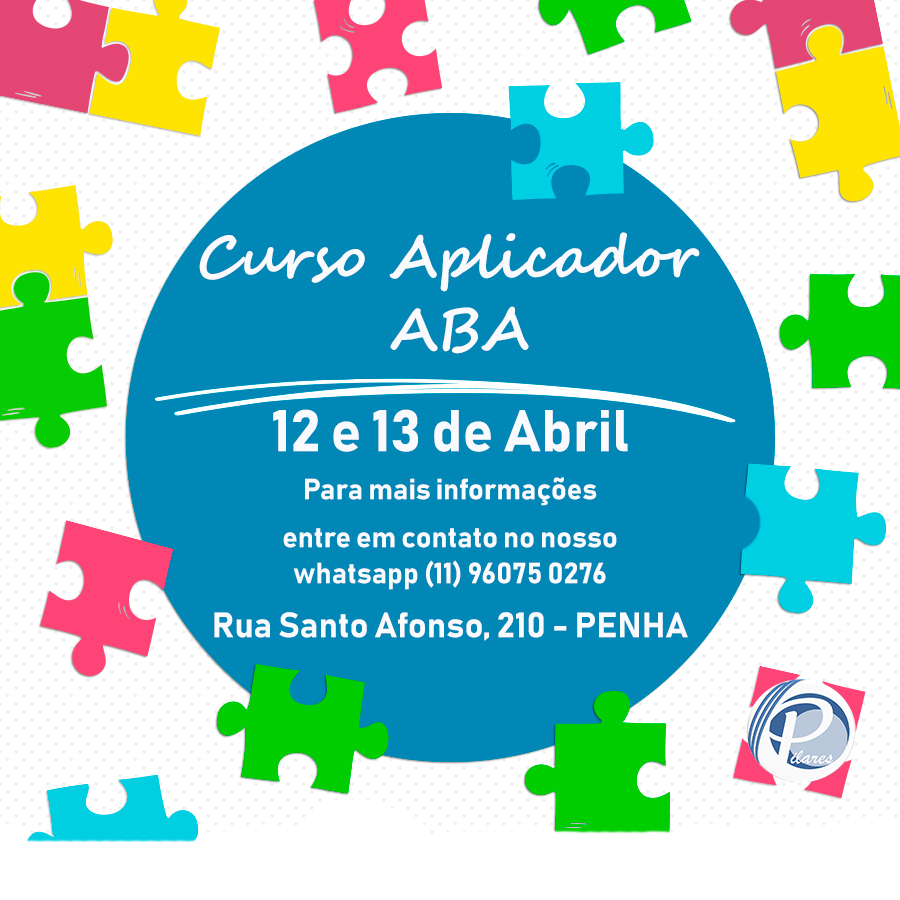 Curso Aplicador
ABA
12 e 13 de Abril
Para mais informações
entre em contato no nosso
whatsapp (11) 96075 0276
Rua Santo Afonso, 210 - PENHA
Pilares